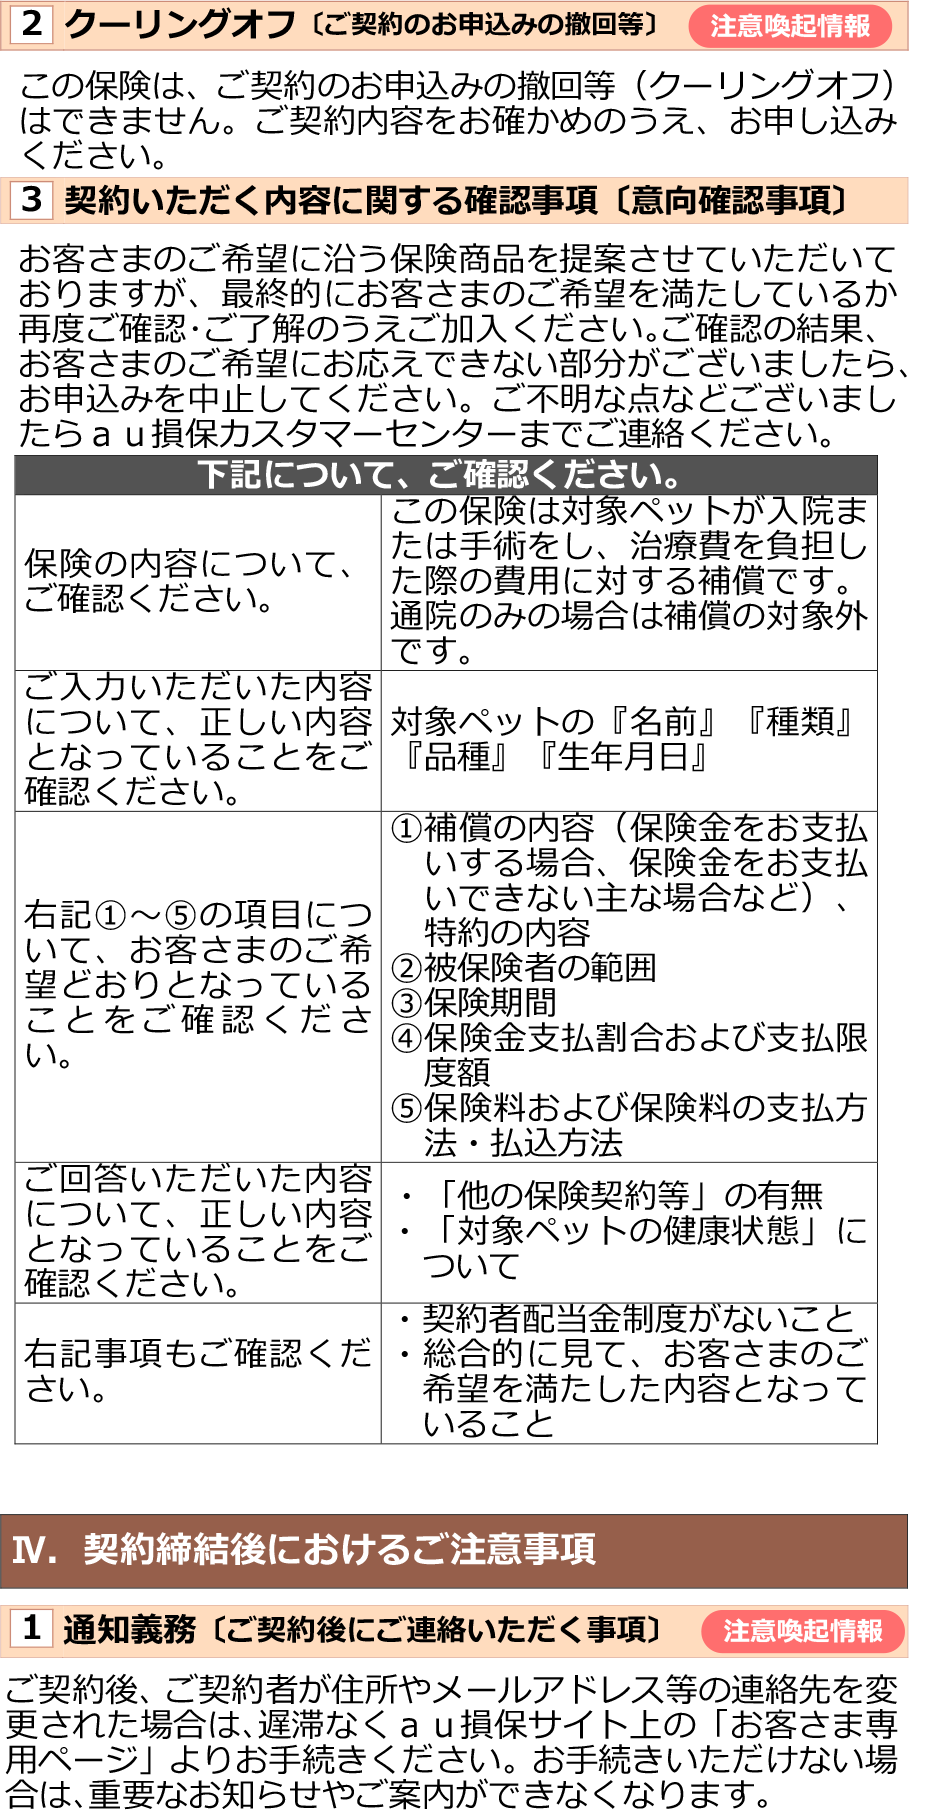 2 クーリングオフ〔ご契約のお申込みの撤回等〕 注意喚起情報
この保険は、ご契約のお申込みの撤回等（クーリングオフ）
はできません。ご契約内容をお確かめのうえ、お申し込み
ください。
3 契約いただく内容に関する確認事項〔意向確認事項〕
お客さまのご希望に沿う保険商品を提案させていただいて
おりますが、最終的にお客さまのご希望を満たしているか
再度ご確認･ご了解のうえご加入ください。ご確認の結果、
お客さまのご希望にお応えできない部分がございましたら、
お申込みを中止してください。ご不明な点などございまし
たらａｕ損保カスタマーセンターまでご連絡ください。
下記について、ご確認ください。
保険の内容について、
ご確認ください。
この保険は対象ペットが入院ま
たは手術をし、治療費を負担し
た際の費用に対する補償です。
通院のみの場合は補償の対象外
です。
ご入力いただいた内容
について、正しい内容
となっていることをご
確認ください。
対象ペットの『名前』『種類』
『品種』『生年月日』
右記①～⑤の項目につ
いて、お客さまのご希
望どおりとなっている
ことをご確認くださ
い。
①補償の内容（保険金をお支払
いする場合、保険金をお支払
いできない主な場合など）、
特約の内容
②被保険者の範囲
③保険期間
④保険金支払割合および支払限
度額
⑤保険料および保険料の支払方
法・払込方法
ご回答いただいた内容
について、正しい内容
となっていることをご
確認ください。
・「他の保険契約等」の有無
・「対象ペットの健康状態」に
ついて
右記事項もご確認くだ
さい。
・契約者配当金制度がないこと
・総合的に見て、お客さまのご
希望を満たした内容となって
いること
Ⅳ．契約締結後におけるご注意事項
1 通知義務〔ご契約後にご連絡いただく事項〕 注意喚起情報
ご契約後、ご契約者が住所やメールアドレス等の連絡先を変
更された場合は､遅滞なくａｕ損保サイト上の「お客さま専
用ページ」よりお手続きください。お手続きいただけない場
合は､重要なお知らせやご案内ができなくなります。